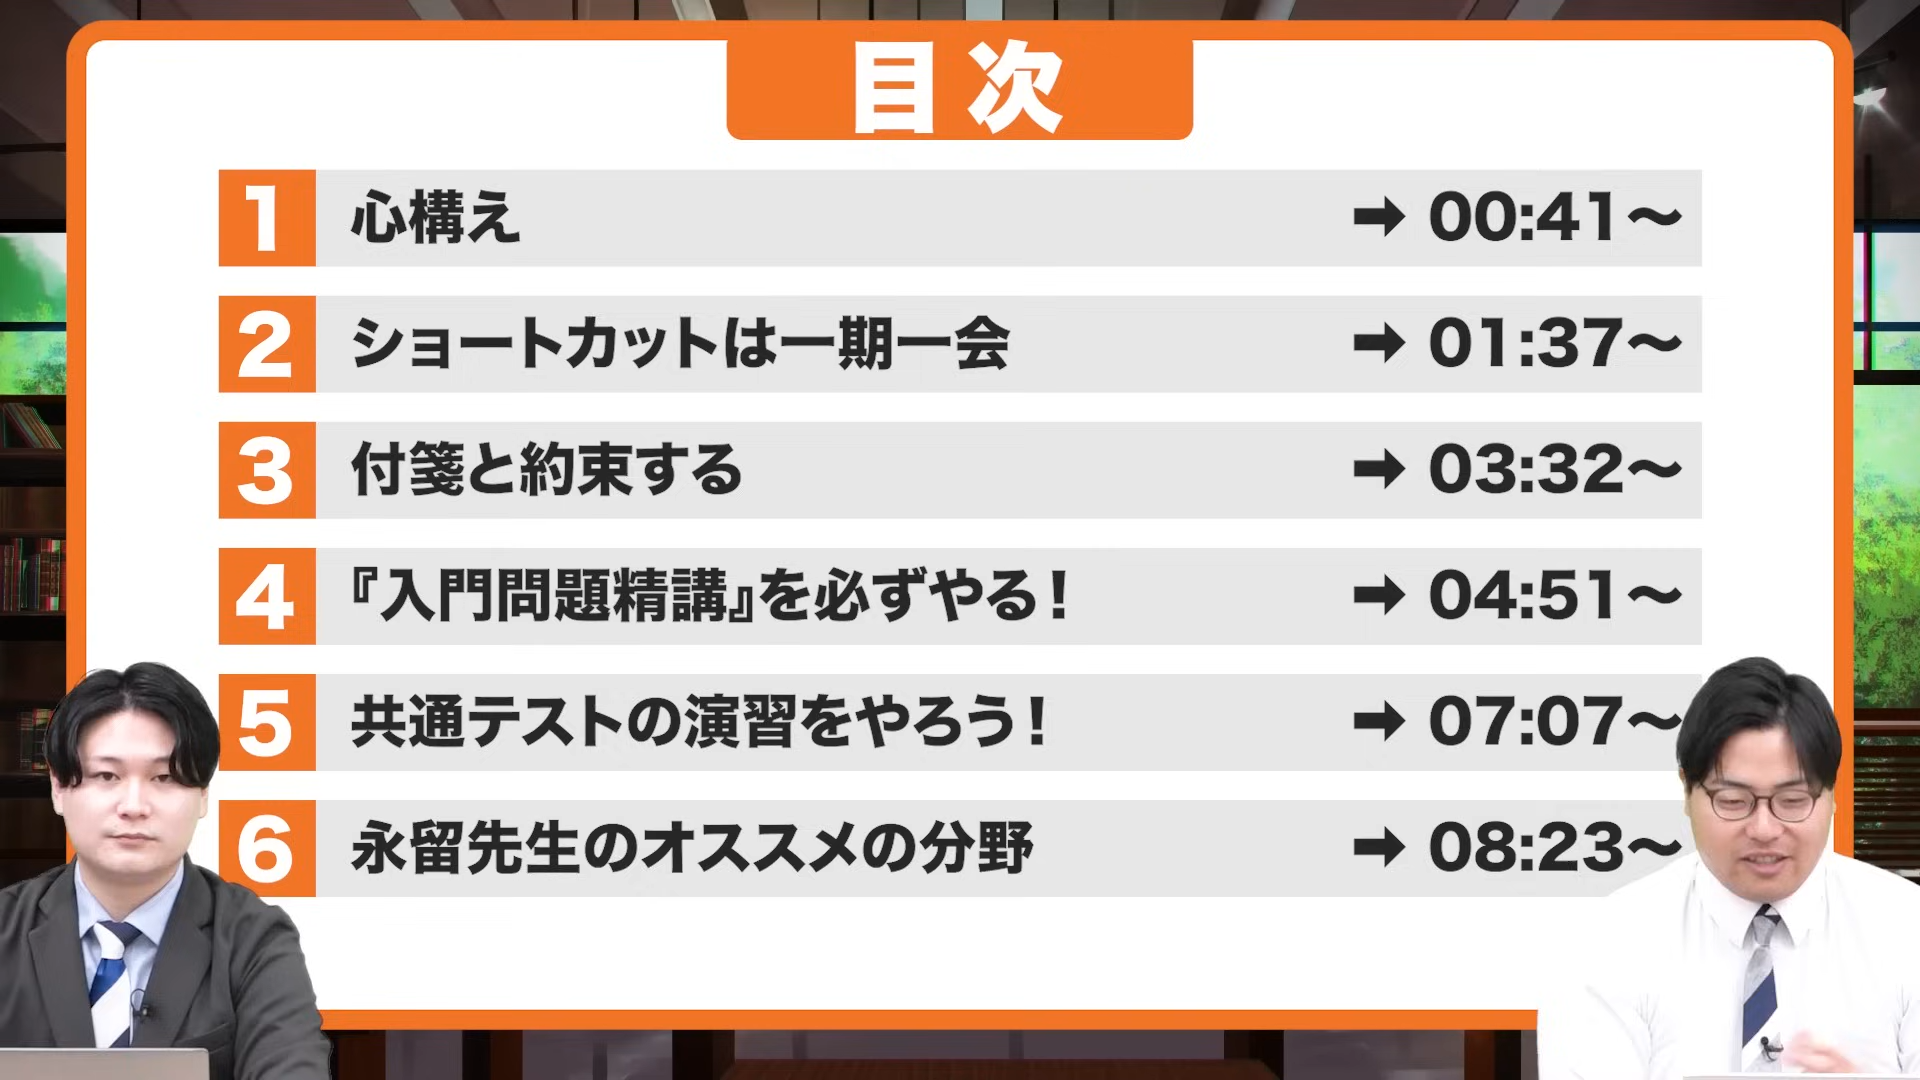 目次
1 心構え ➡ 00:41〜
2 ショートカットは一期一会 ➡ 01:37〜
3 付箋と約束する ➡ 03:32〜
4 『入門問題精講』を必ずやる！ ➡ 04:51〜
5 共通テストの演習をやろう！ ➡ 07:07〜
6 永留先生のオススメの分野 ➡ 08:23〜